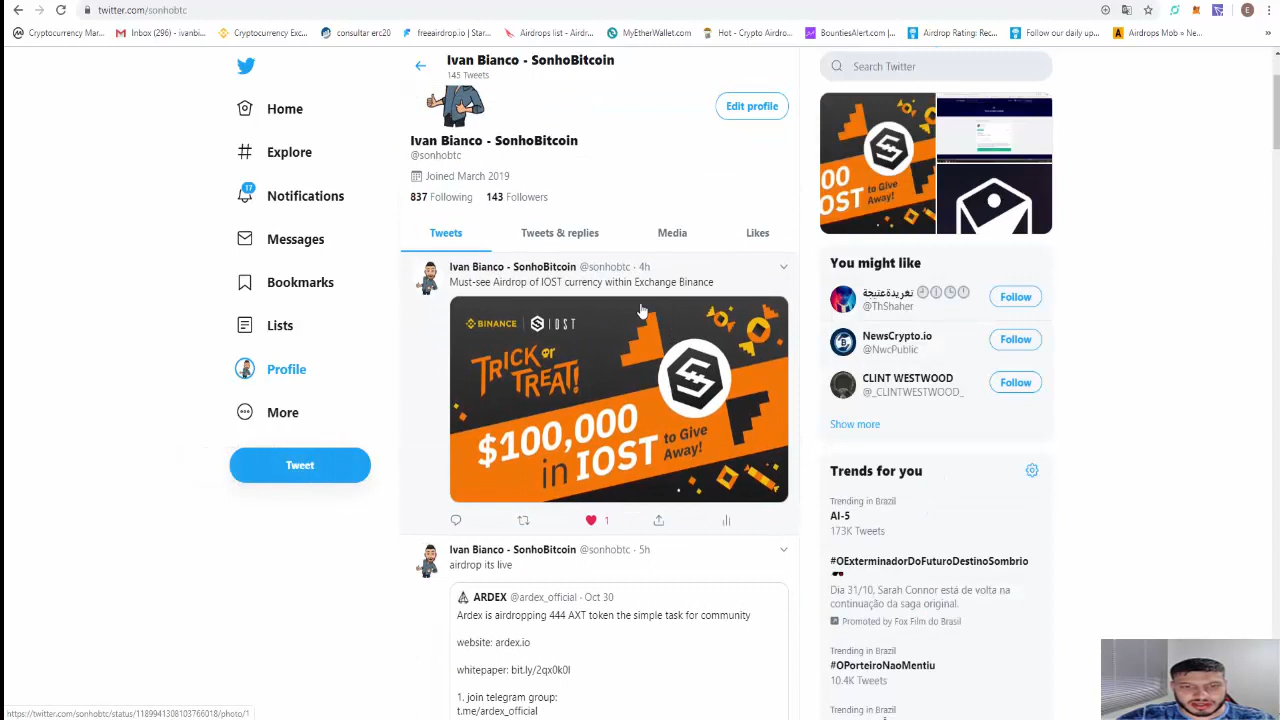 twitter.com/sonhobtc
Cryptocurrency Mar...
Inbox (296) - ivanbi...
Cryptocurrency Exc...
consultar erc20
freeairdrop.io | Star...
Airdrops list - Airdr...
MyEtherWallet.com
Hot - Crypto Airdro...
BountiesAlert.com |...
Airdrop Rating: Rec...
Follow our daily up...
Airdrops Mob » Ne...
»
E
Ivan Bianco - SonhoBitcoin
145 Tweets
Search Twitter
Edit profile
Ivan Bianco - SonhoBitcoin
@sonhobtc
Joined March 2019
837 Following 143 Followers
Tweets Tweets & replies Media Likes
Home
Explore
17
Notifications
Messages
Bookmarks
Lists
Profile
More
Tweet
Ivan Bianco - SonhoBitcoin @sonhobtc · 4h
Must-see Airdrop of IOST currency within Exchange Binance
BINANCE | IOST
TRICK or
TREAT!
$100,000
in IOST
to Give
Away!
1
Ivan Bianco - SonhoBitcoin @sonhobtc · 5h
airdrop its live
ARDEX @ardex_official · Oct 30
Ardex is airdropping 444 AXT token the simple task for community
website: ardex.io
whitepaper: bit.ly/2qx0k0l
1. join telegram group:
t.me/ardex_official
00
IOST
to Give
Away!
You might like
تغريدة عتيجة
@ThShaher
Follow
NewsCrypto.io
@NwcPublic
Follow
CLINT WESTWOOD
@_CLINTWESTWOOD_
Follow
Show more
Trends for you
Trending in Brazil
AI-5
173K Tweets
#OExterminadorDoFuturoDestinoSombrio
Dia 31/10, Sarah Connor está de volta na
continuação da saga original.
Promoted by Fox Film do Brasil
Trending in Brazil
#OPorteiroNaoMentiu
10.4K Tweets
Trending in Brazil
https://twitter.com/sonhobtc/status/1189941308103766018/photo/1